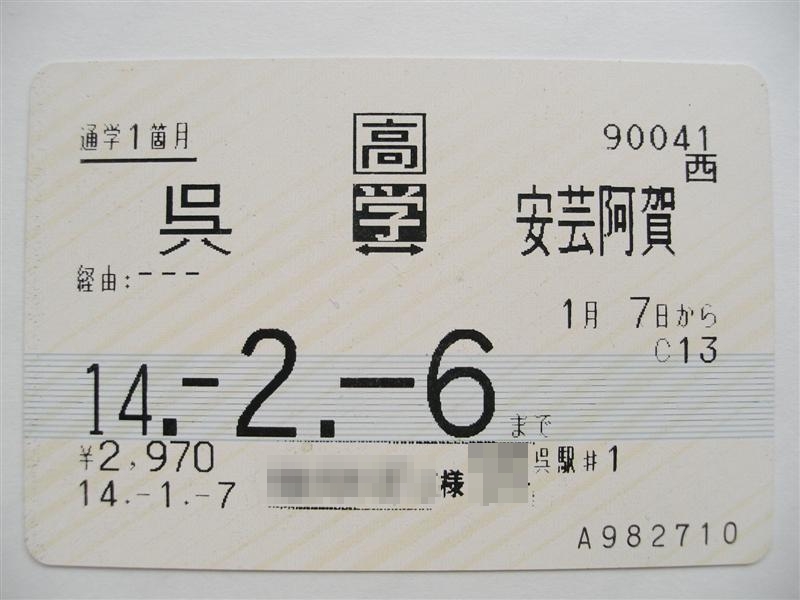 通学1箇月
高
90041
西
呉
学
安芸阿賀
経由:---
1月 7日から
C13
14.-2.-6まで
¥2,970
様
呉駅#1
14.-1.-7
A982710